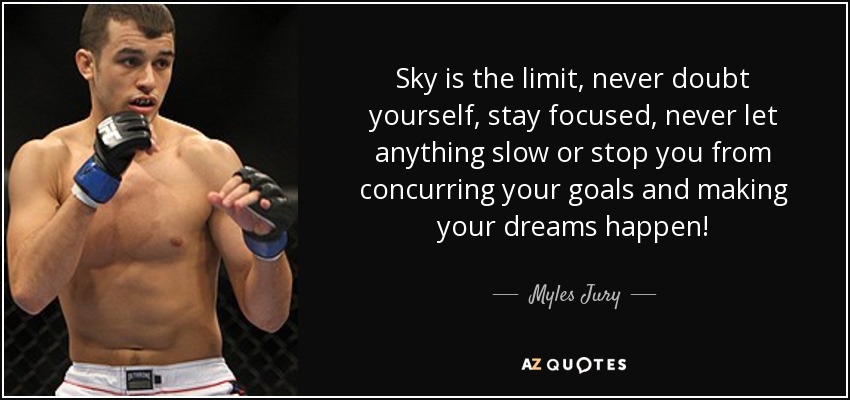 Sky is the limit, never doubt
yourself, stay focused, never let
anything slow or stop you from
concurring your goals and making
your dreams happen!
Myles Jury
AZ QUOTES